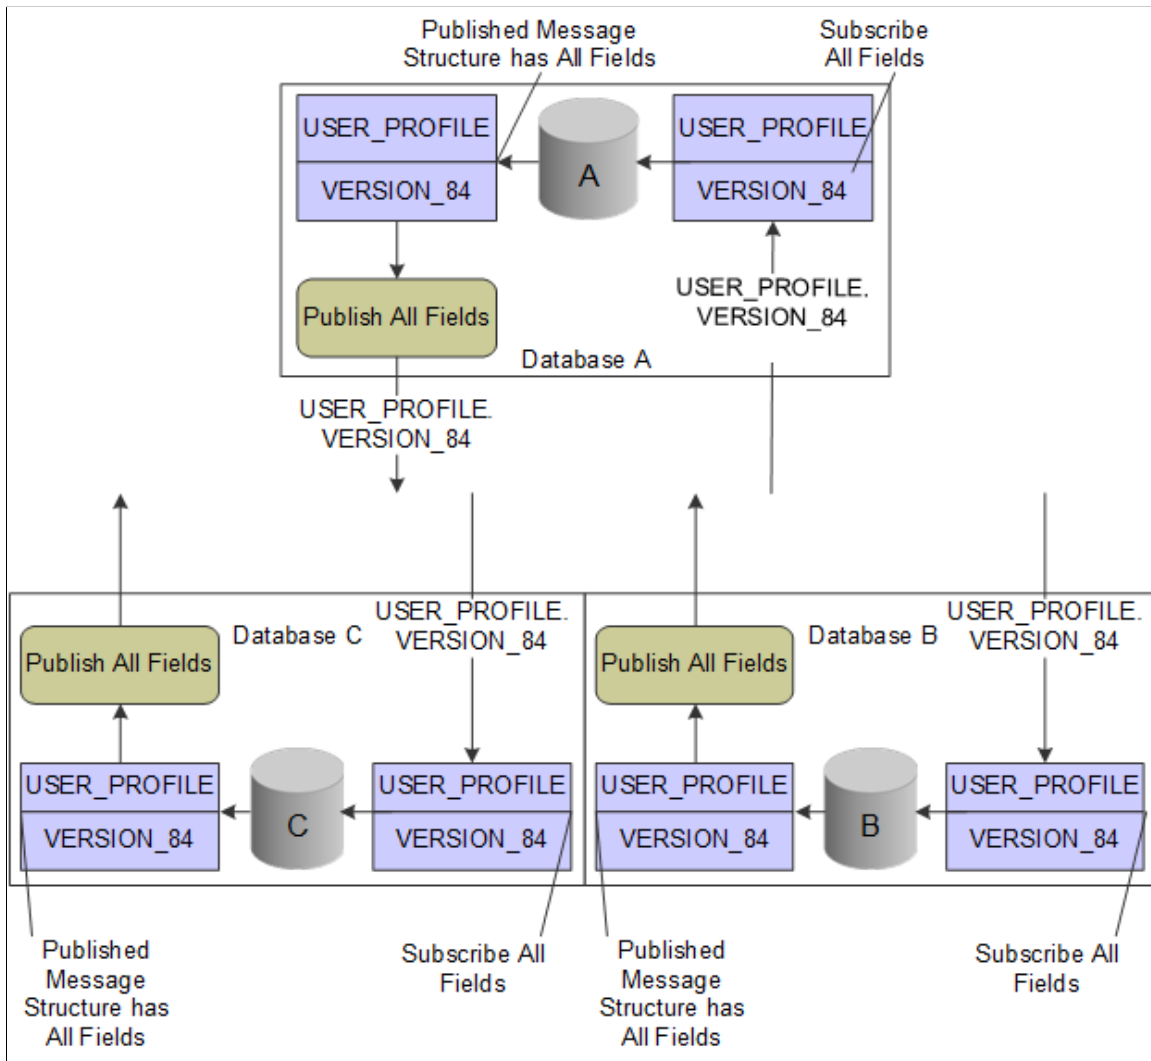 Published Message
Structure has All Fields
Subscribe
All Fields
USER_PROFILE
VERSION_84
A
USER_PROFILE
VERSION_84
Publish All Fields
USER_PROFILE.
VERSION_84
Database A
USER_PROFILE.
VERSION_84
Publish All Fields
Database C
USER_PROFILE.
VERSION_84
USER_PROFILE
VERSION_84
C
USER_PROFILE
VERSION_84
Publish All Fields
Database B
USER_PROFILE.
VERSION_84
USER_PROFILE
VERSION_84
B
USER_PROFILE
VERSION_84
Published
Message
Structure has
All Fields
Subscribe All
Fields
Published
Message
Structure has
All Fields
Subscribe All
Fields